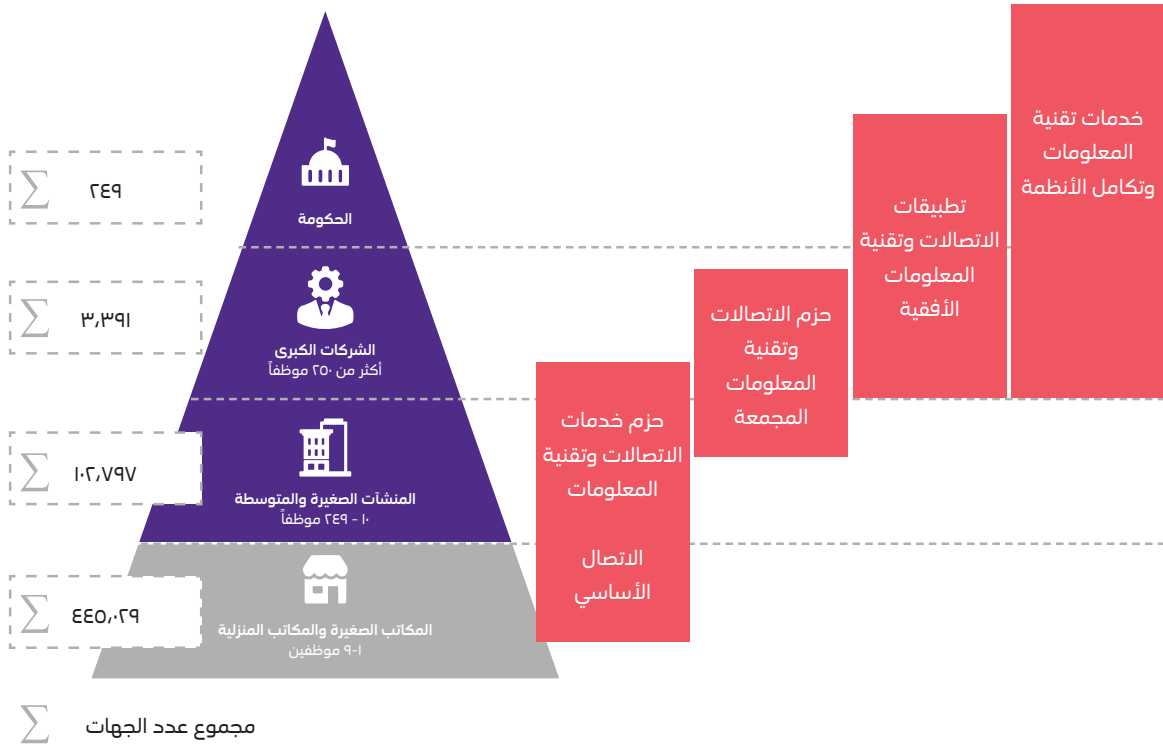 ∑ ٢٤٩
الحكومة
∑ ٣,٣٩١
الشركات الكبرى
أكثر من ٢٥٠ موظفاً
∑ ١٠٢,٧٩٧
المنشآت الصغيرة والمتوسطة
١٠ - ٢٤٩ موظفاً
∑ ٤٤٥,٠٢٩
المكاتب الصغيرة والمكاتب المنزلية
١-٩ موظفين
خدمات تقنية
المعلومات
وتكامل الأنظمة
تطبيقات
الاتصالات وتقنية
المعلومات
الأفقية
حزم الاتصالات
وتقنية
المعلومات
المجمعة
حزم خدمات
الاتصالات وتقنية
المعلومات
الاتصال
الأساسي
∑ مجموع عدد الجهات